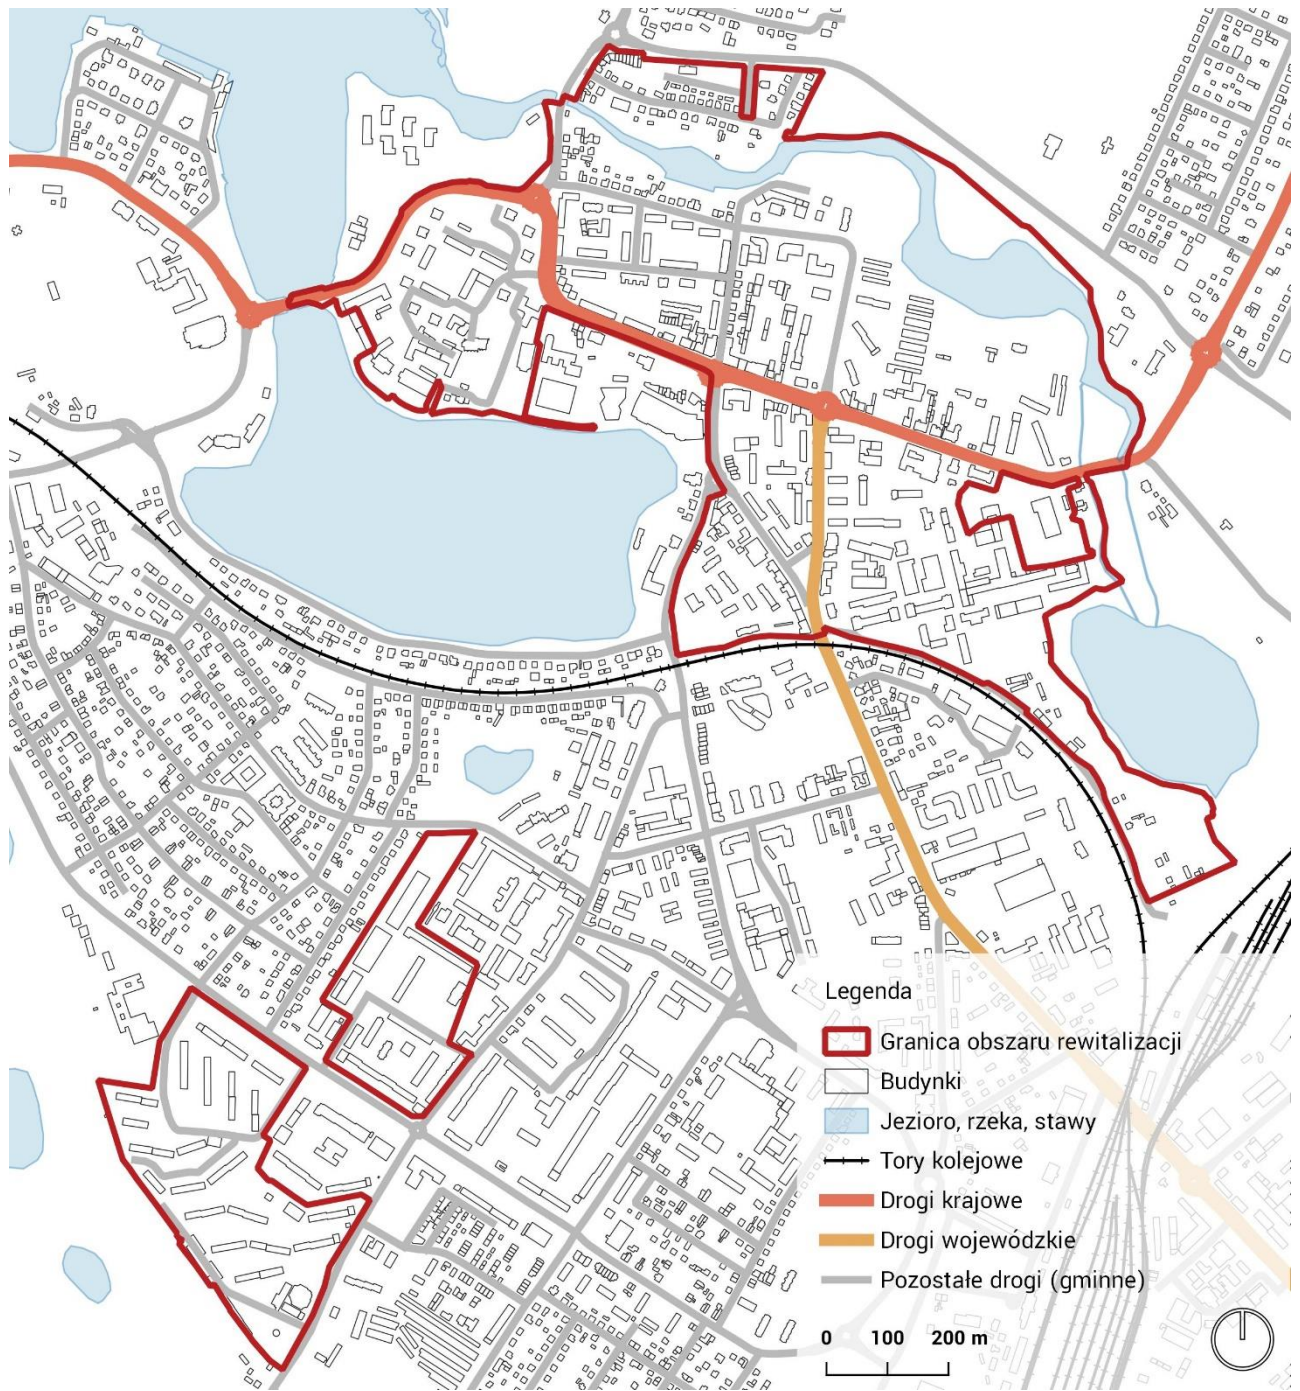 Legenda
Granica obszaru rewitalizacji
Budynki
Jezioro, rzeka, stawy
Tory kolejowe
Drogi krajowe
Drogi wojewódzkie
Pozostałe drogi (gminne)
0 100 200 m